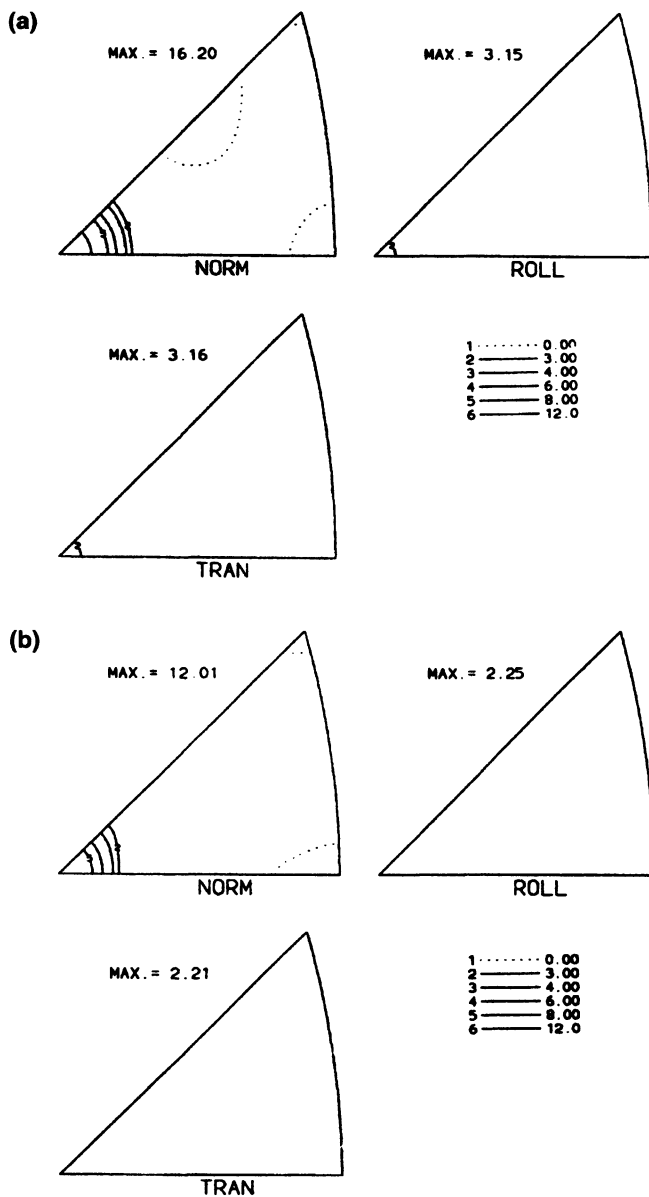 (a)
MAX.= 16.20
NORM
MAX.= 3.15
ROLL
MAX.= 3.16
TRAN
1 ........ 0.00
2 3.00
3 4.00
4 6.00
5 8.00
6 12.0
(b)
MAX.= 12.01
NORM
MAX.= 2.25
ROLL
MAX.= 2.21
TRAN
1 ........ 0.00
2 3.00
3 4.00
4 6.00
5 8.00
6 12.0